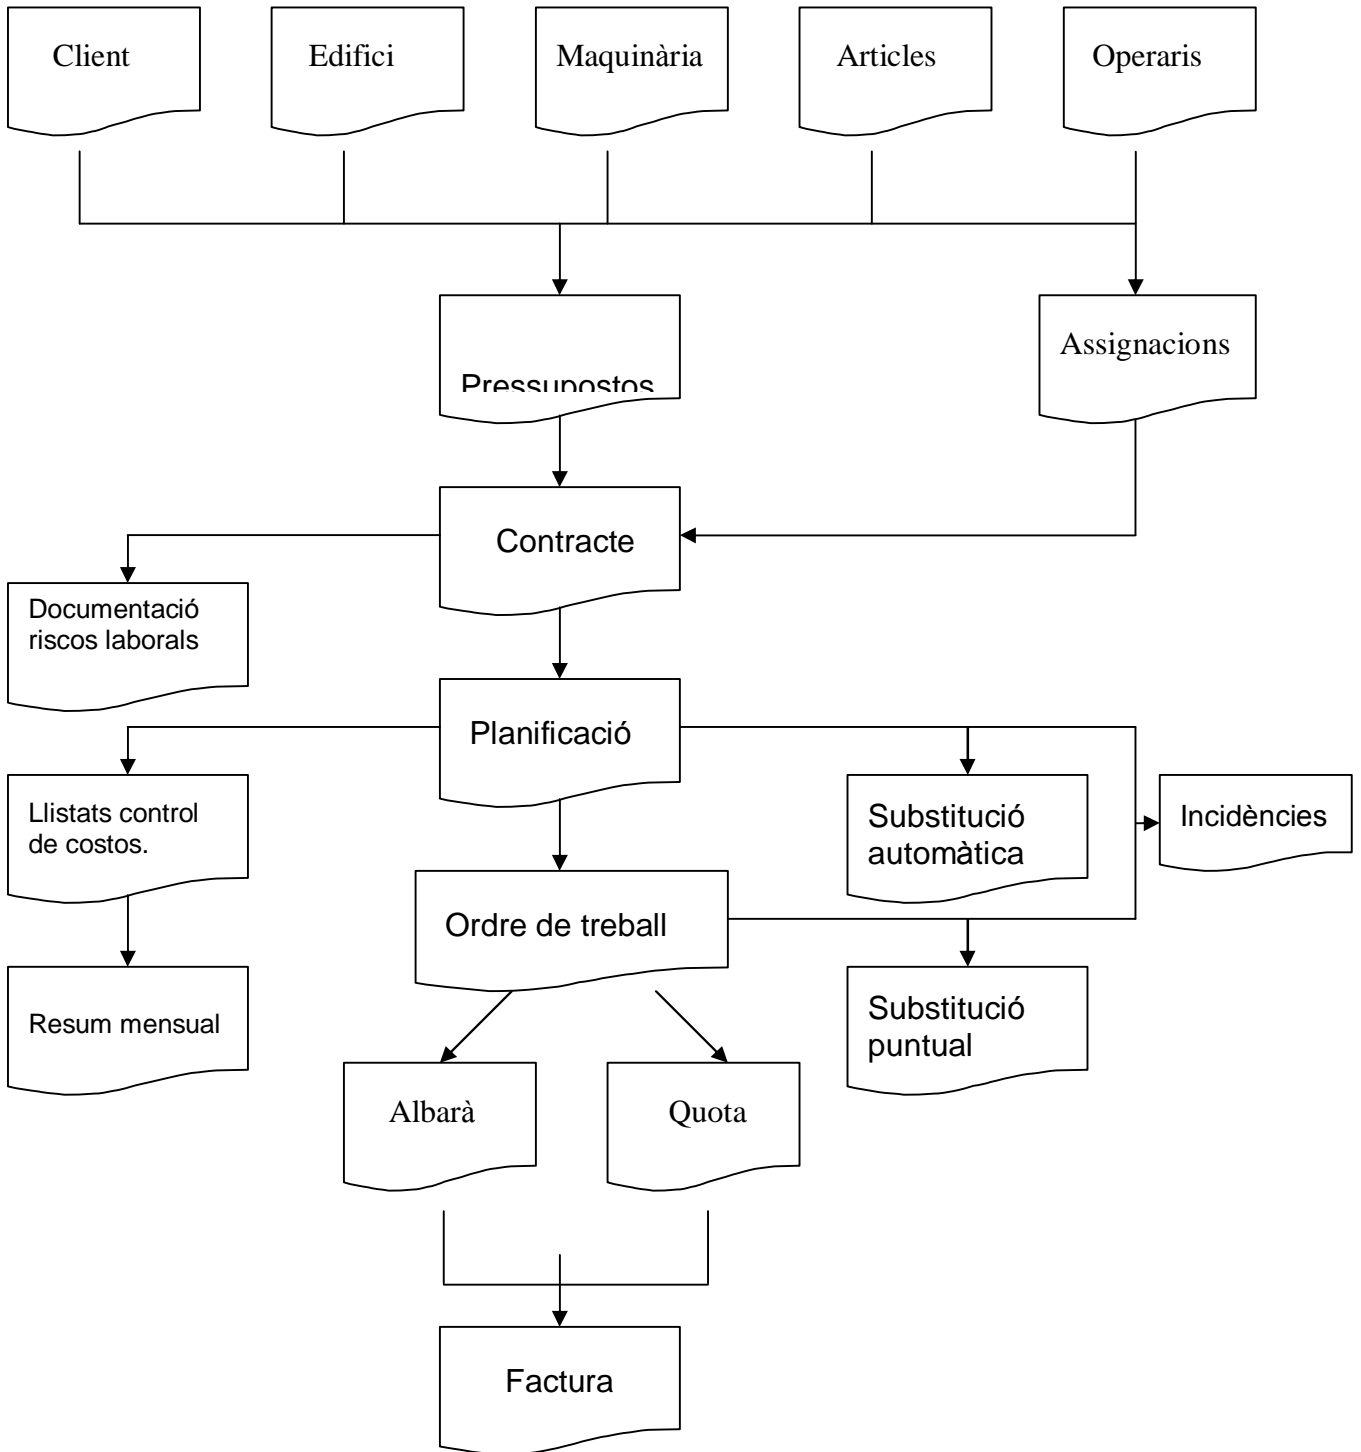 Client
Edifici
Maquinària
Articles
Operaris
Pressupostos
Assignacions
Contracte
Documentació
riscos laborals
Planificació
Llistats control
de costos.
Substitució
automàtica
Incidències
Ordre de treball
Resum mensual
Substitució
puntual
Albarà
Quota
Factura